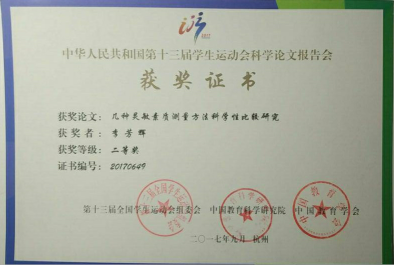 中华人民共和国第十三届学生运动会科学论文报告会
获奖证书
获奖论文：几种灵敏素质测量方法科学性比较研究
获奖者：李芳辉
获奖等级：二等奖
证书编号：20170649
第十三届全国学生运动会组委会 中国教育科学研究院 中国教育学会
二〇一七年九月 杭州